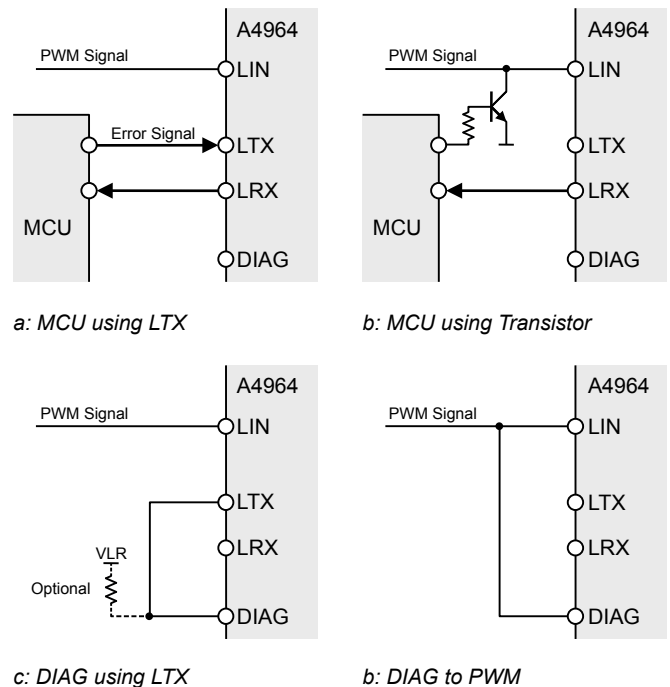 A4964
PWM Signal
LIN
Error Signal
LTX
LRX
MCU
DIAG
a: MCU using LTX
A4964
PWM Signal
LIN
LTX
LRX
MCU
DIAG
b: MCU using Transistor
A4964
PWM Signal
LIN
LTX
VLR
LRX
Optional
DIAG
c: DIAG using LTX
A4964
PWM Signal
LIN
LTX
LRX
DIAG
b: DIAG to PWM